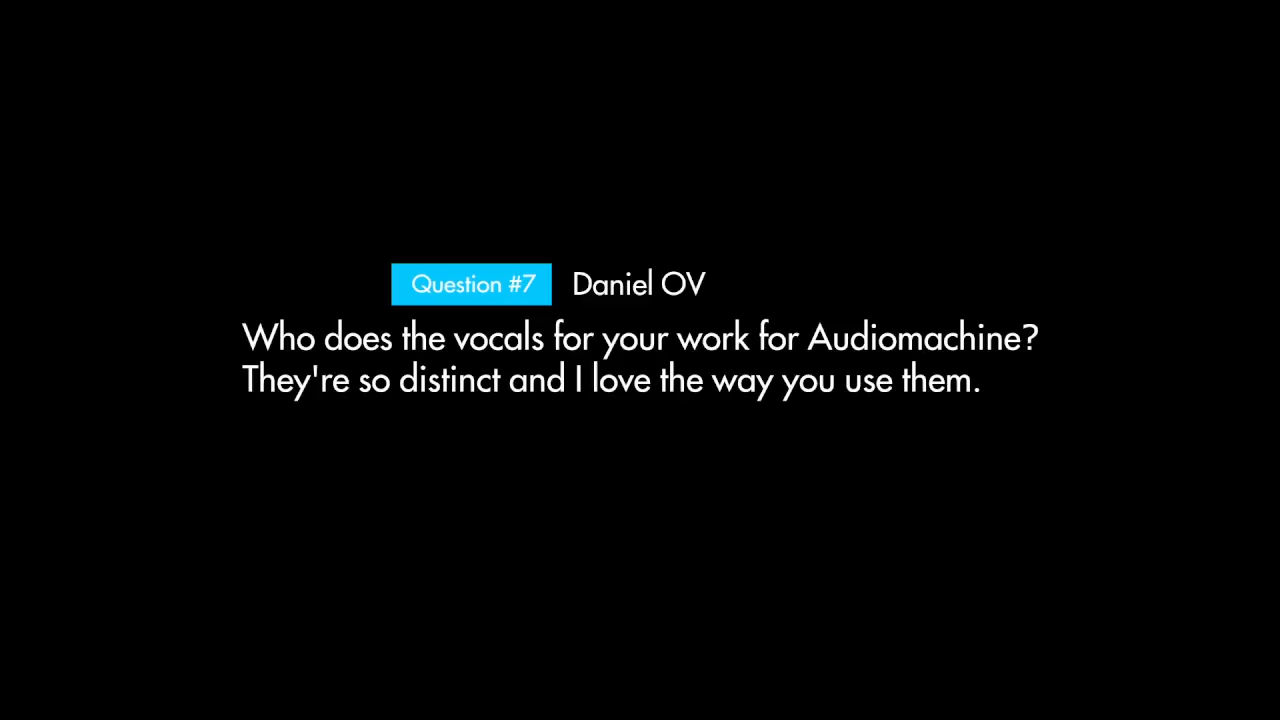 Question #7 Daniel OV
Who does the vocals for your work for Audiomachine?
They're so distinct and I love the way you use them.